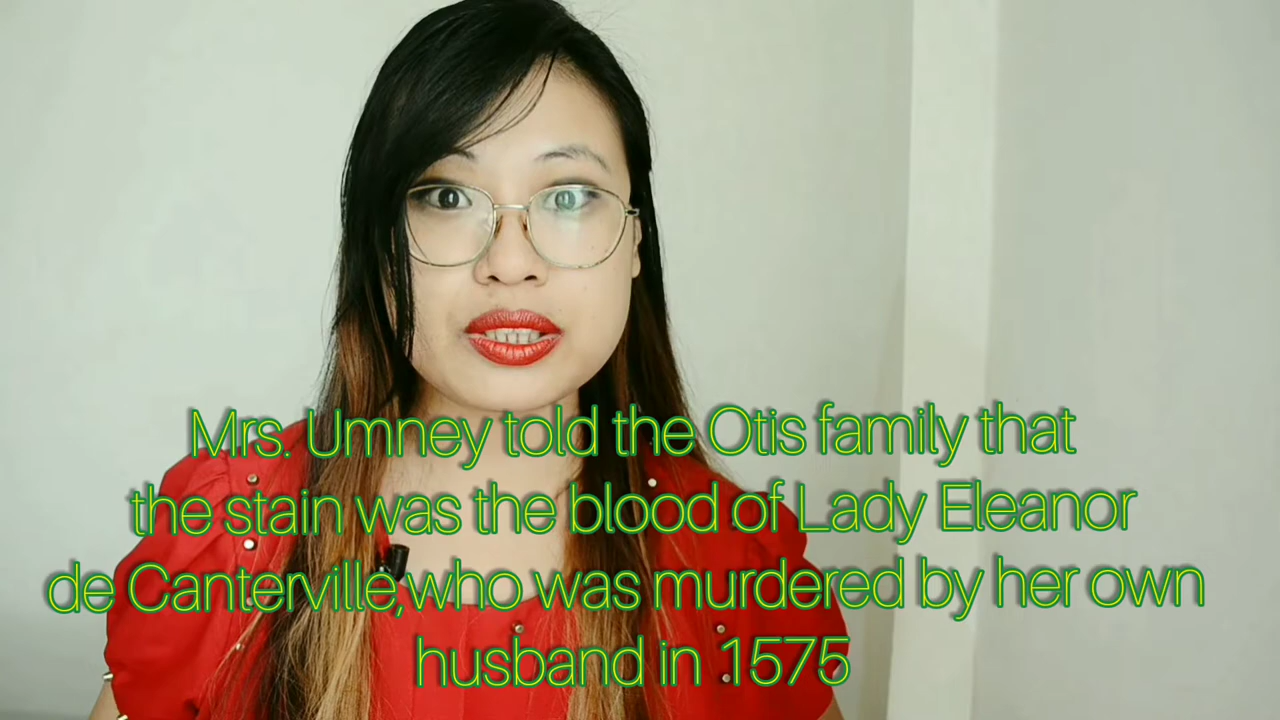 Mrs. Umney told the Otis family that
the stain was the blood of Lady Eleanor
de Canterville,who was murdered by her own
husband in 1575